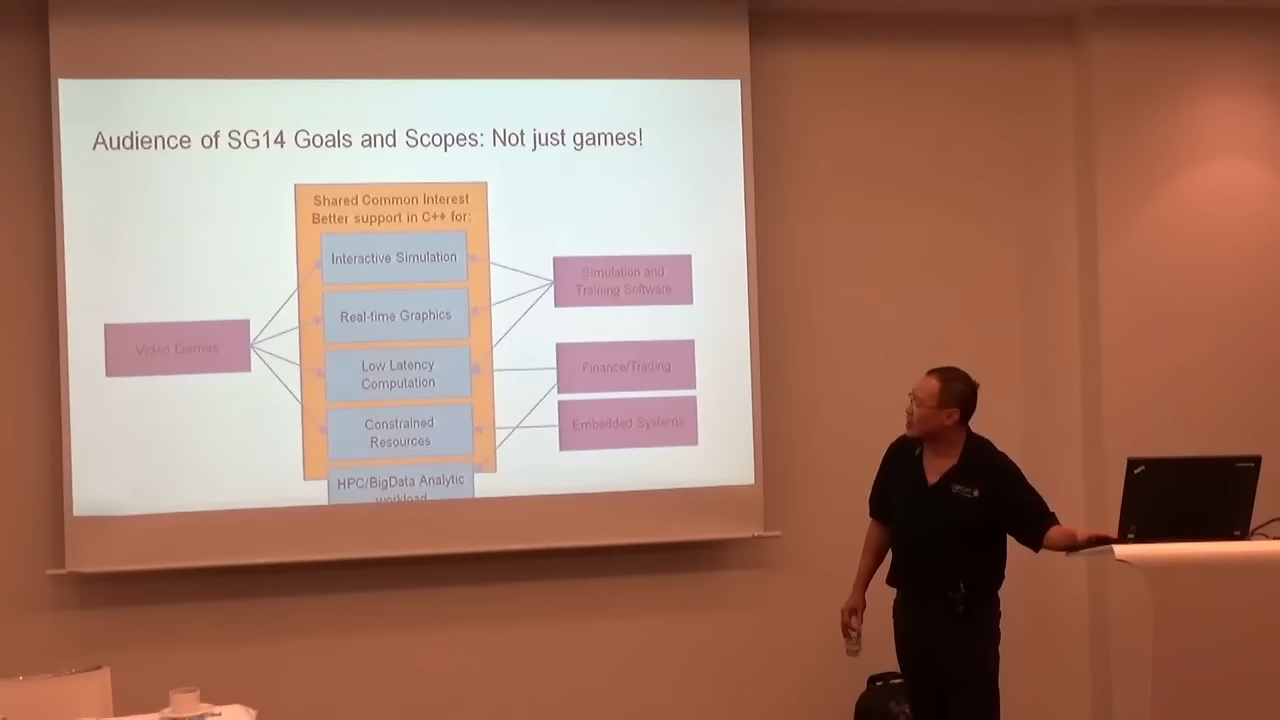 Audience of SG14 Goals and Scopes: Not just games!
Shared Common Interest
Better support in C++ for:
Interactive Simulation
Real-time Graphics
Low Latency
Computation
Constrained
Resources
HPC/BigData Analytic
workload
Video Games
Simulation and
Training Software
Finance/Trading
Embedded Systems